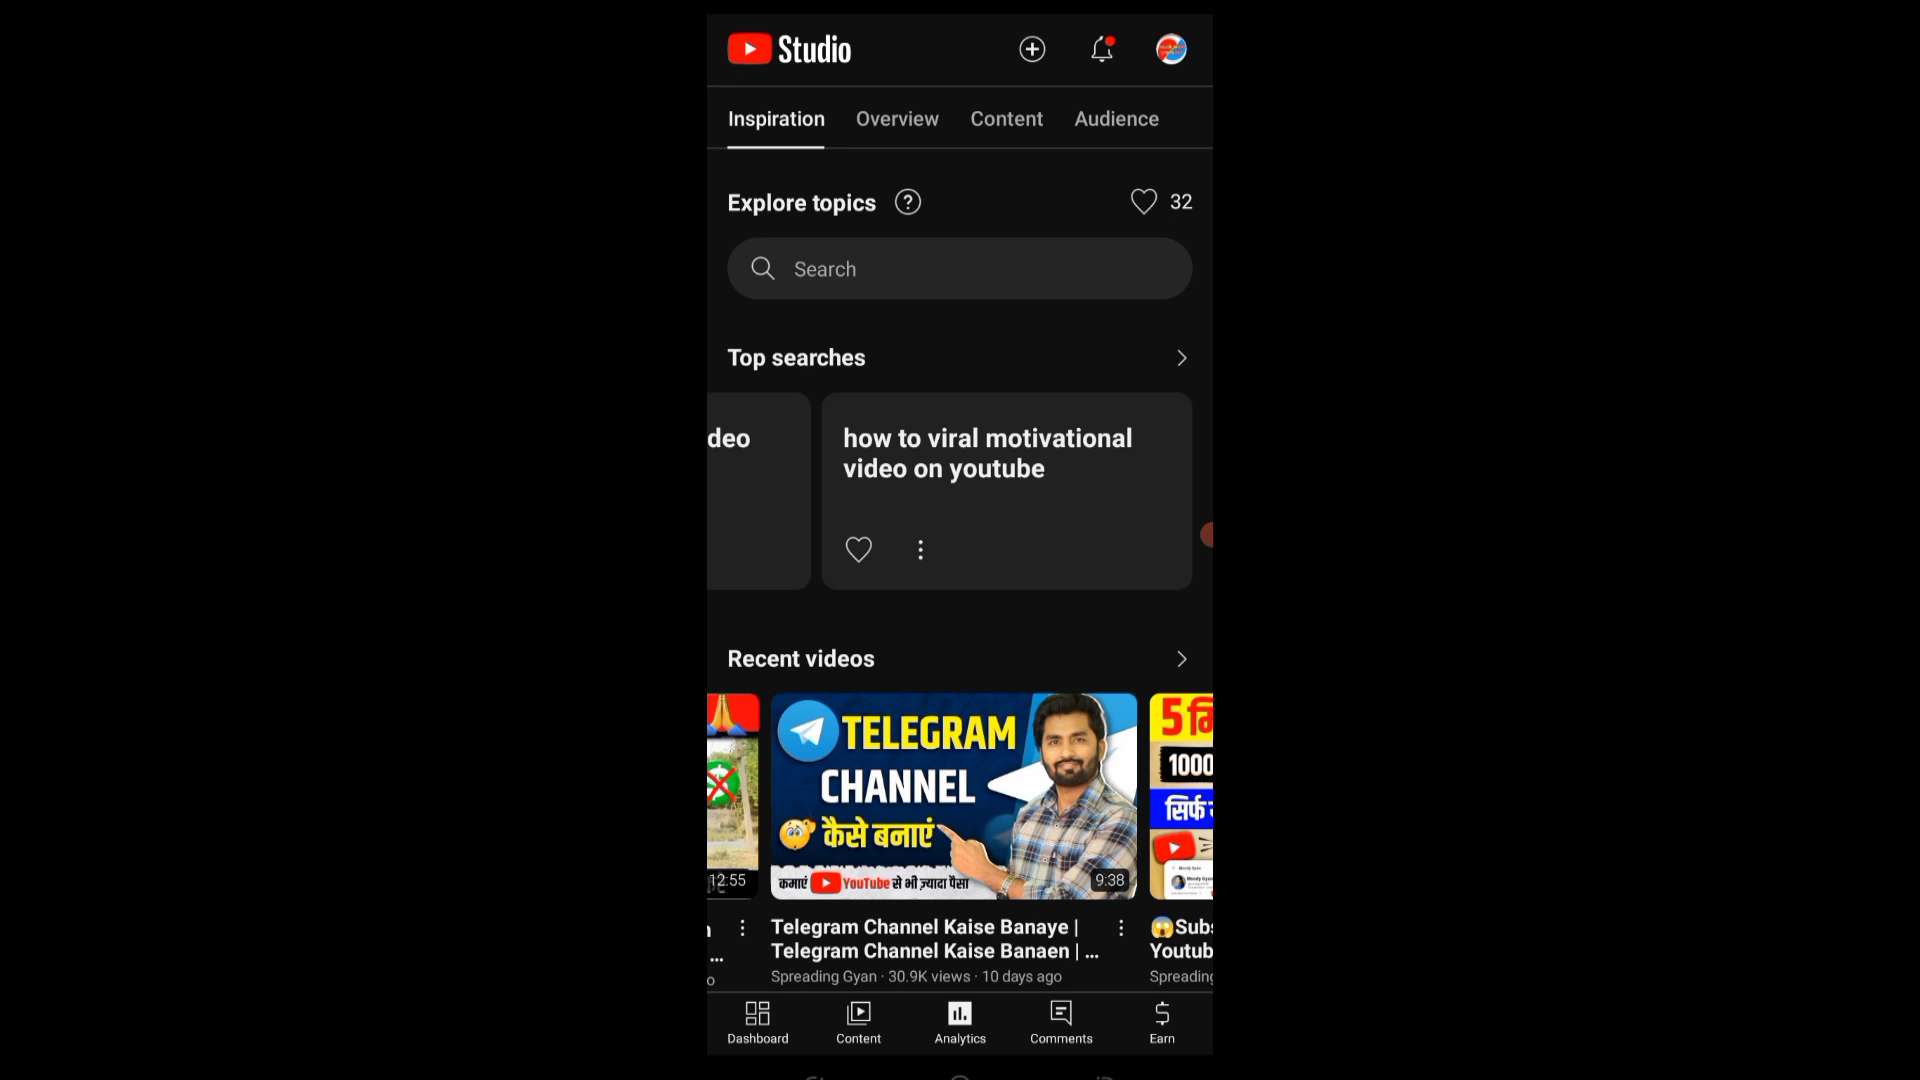 Studio
Inspiration Overview Content Audience
Explore topics ? 32
Search
Top searches
deo
how to viral motivational
video on youtube
Recent videos
TELEGRAM
CHANNEL
कैसे बनाएं
कमाएं YouTube से भी ज़्यादा पैसा
12:55
9:38
5 मि
1000
सिर्फ
Telegram Channel Kaise Banaye |
Telegram Channel Kaise Banaen | ...
Spreading Gyan · 30.9K views · 10 days ago
...
o
😱Subs
Youtub
Spreading
Dashboard Content Analytics Comments Earn